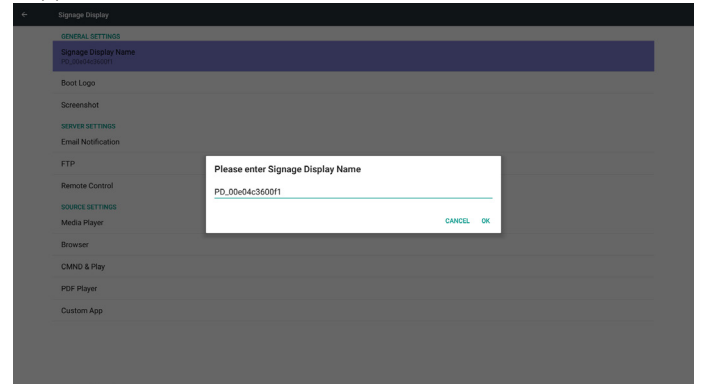 Signage Display
GENERAL SETTINGS
Signage Display Name
PD_00e04c3600f1
Boot Logo
Screenshot
SERVER SETTINGS
Email Notification
FTP
Please enter Signage Display Name
PD_00e04c3600f1
Remote Control
SOURCE SETTINGS
Media Player
CANCEL OK
Browser
CMND & Play
PDF Player
Custom App